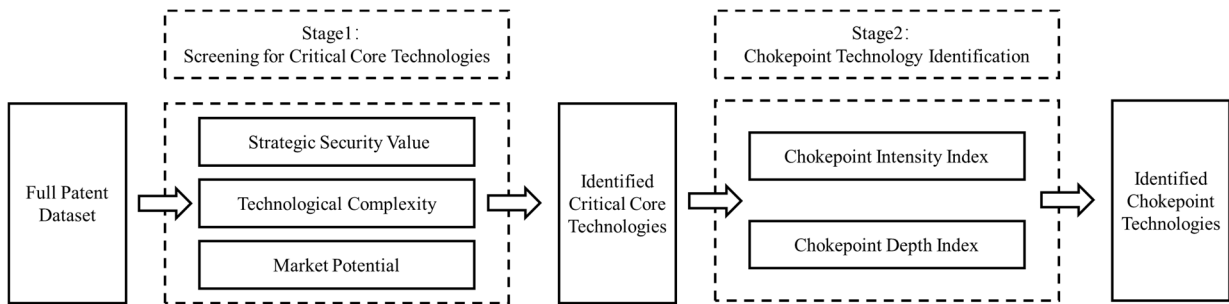 Stage1:
Screening for Critical Core Technologies
Stage2:
Chokepoint Technology Identification
Full Patent
Dataset
Strategic Security Value
Technological Complexity
Market Potential
Identified
Critical Core
Technologies
Chokepoint Intensity Index
Chokepoint Depth Index
Identified
Chokepoint
Technologies